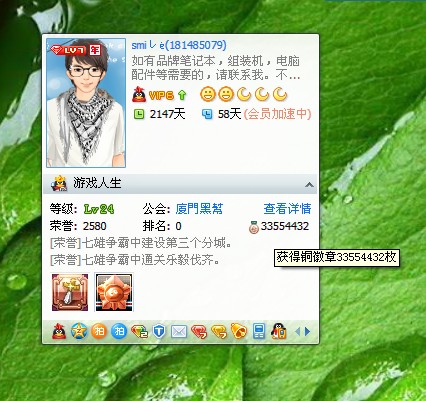 LV7 年
smiしe(181485079)
如有品牌笔记本，组装机，电脑
配件等需要的，请联系我。不...
VIP6
2147天 58天(会员加速中)
游戏人生
等级: Lv24 公会: 廈門黑幫 查看详情
荣誉: 2580 排名: 0 33554432
[荣誉]七雄争霸中建设第三个分城。
[荣誉]七雄争霸中通关乐毅伐齐。
获得铜徽章33554432枚
拍 拍